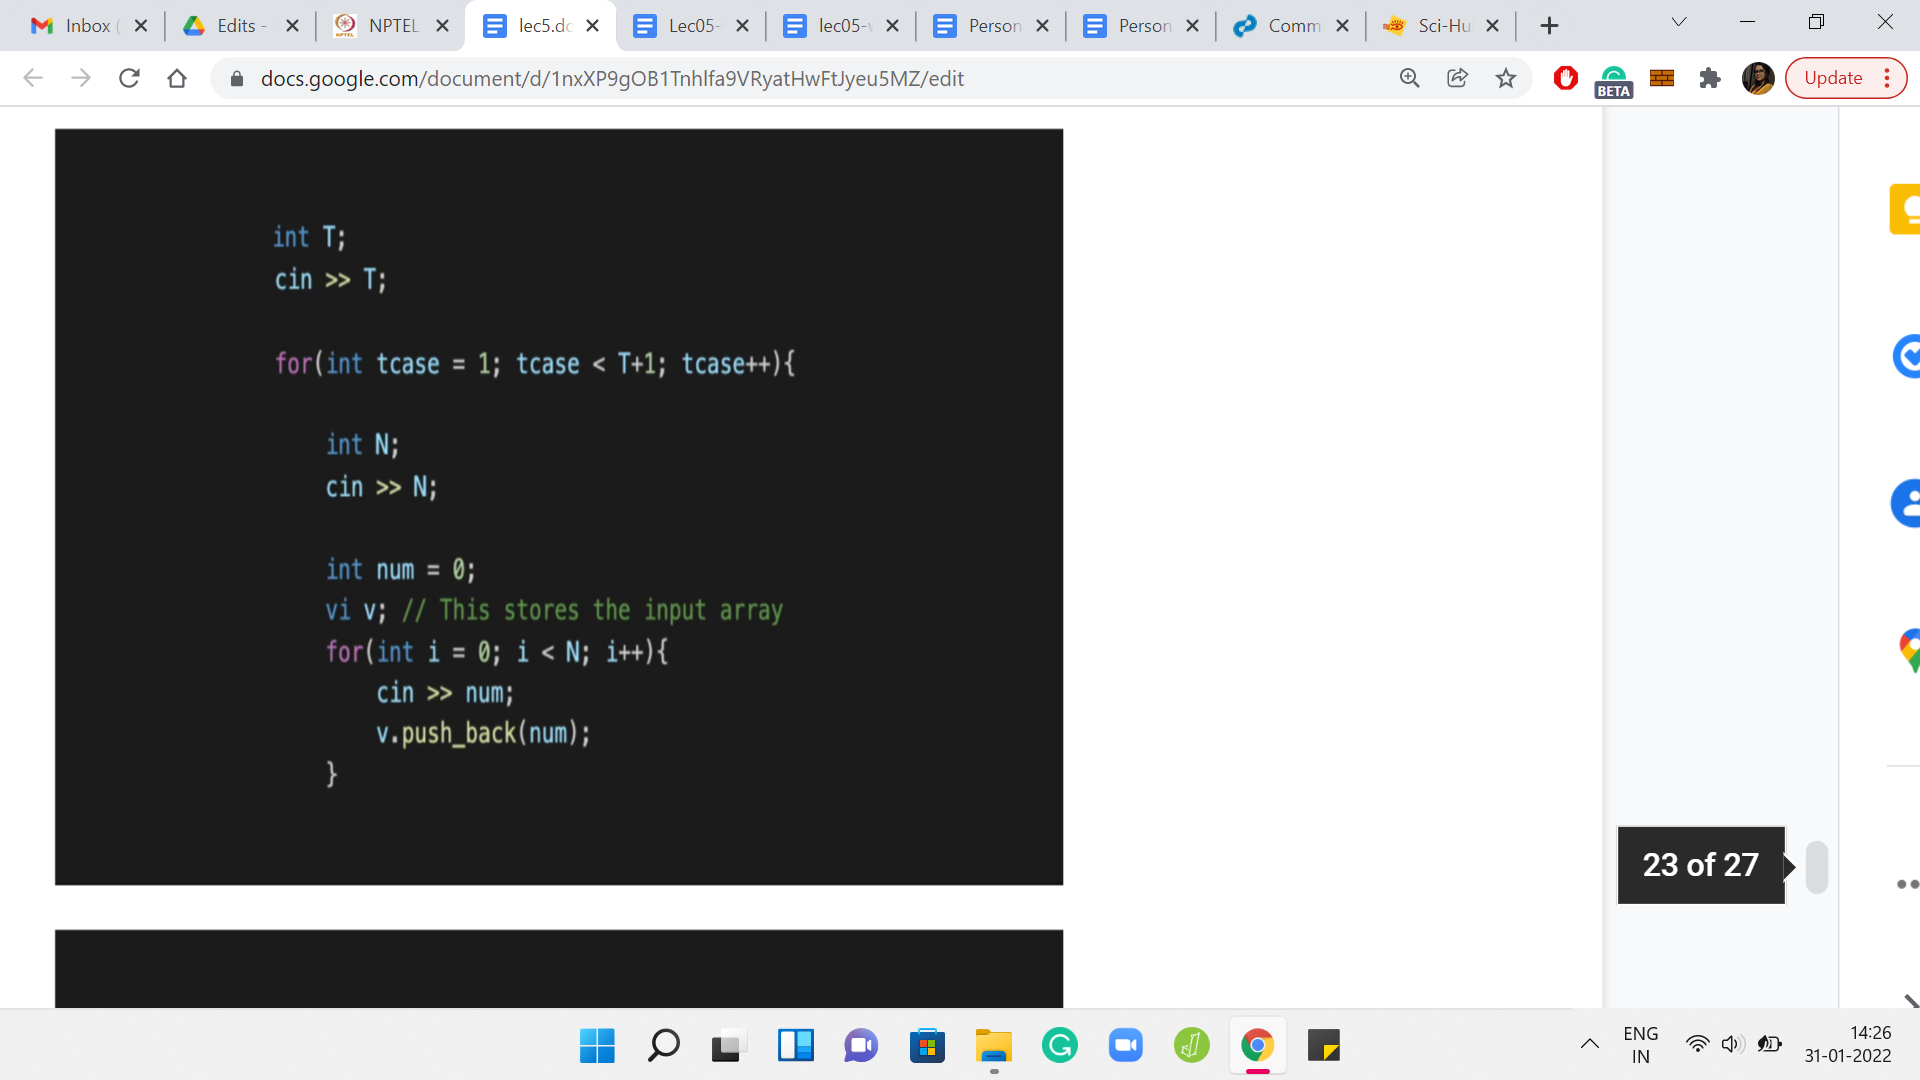 Inbox (
Edits -
NPTEL
lec5.dc
Lec05-
lec05-v
Person
Person
Comm
Sci-Hu
docs.google.com/document/d/1nxXP9gOB1Tnhlfa9VRyatHwFtJyeu5MZ/edit
BETA
Update
int T;
cin >> T;
for(int tcase = 1; tcase < T+1; tcase++){
int N;
cin >> N;
int num = 0;
vi v; // This stores the input array
for(int i = 0; i < N; i++){
cin >> num;
v.push_back(num);
}
23 of 27
ENG
IN
14:26
31-01-2022